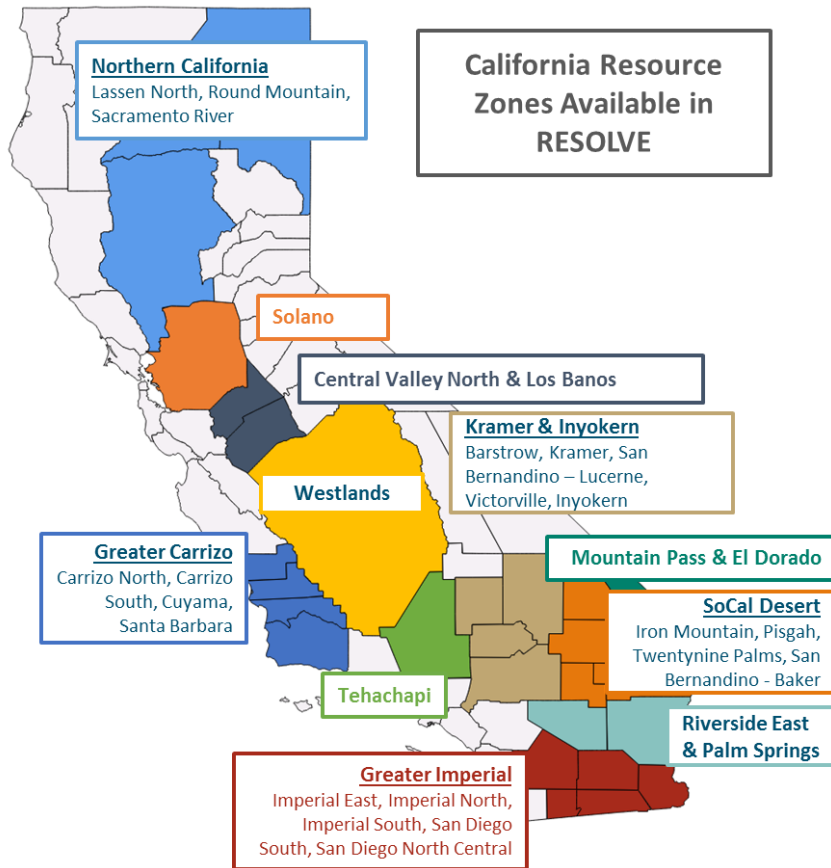 California Resource
Zones Available in
RESOLVE
Northern California
Lassen North, Round Mountain,
Sacramento River
Solano
Central Valley North & Los Banos
Kramer & Inyokern
Barstrow, Kramer, San
Bernandino – Lucerne,
Victorville, Inyokern
Westlands
Greater Carrizo
Carrizo North, Carrizo
South, Cuyama,
Santa Barbara
Mountain Pass & El Dorado
SoCal Desert
Iron Mountain, Pisgah,
Twentynine Palms, San
Bernandino - Baker
Tehachapi
Riverside East
& Palm Springs
Greater Imperial
Imperial East, Imperial North,
Imperial South, San Diego
South, San Diego North Central